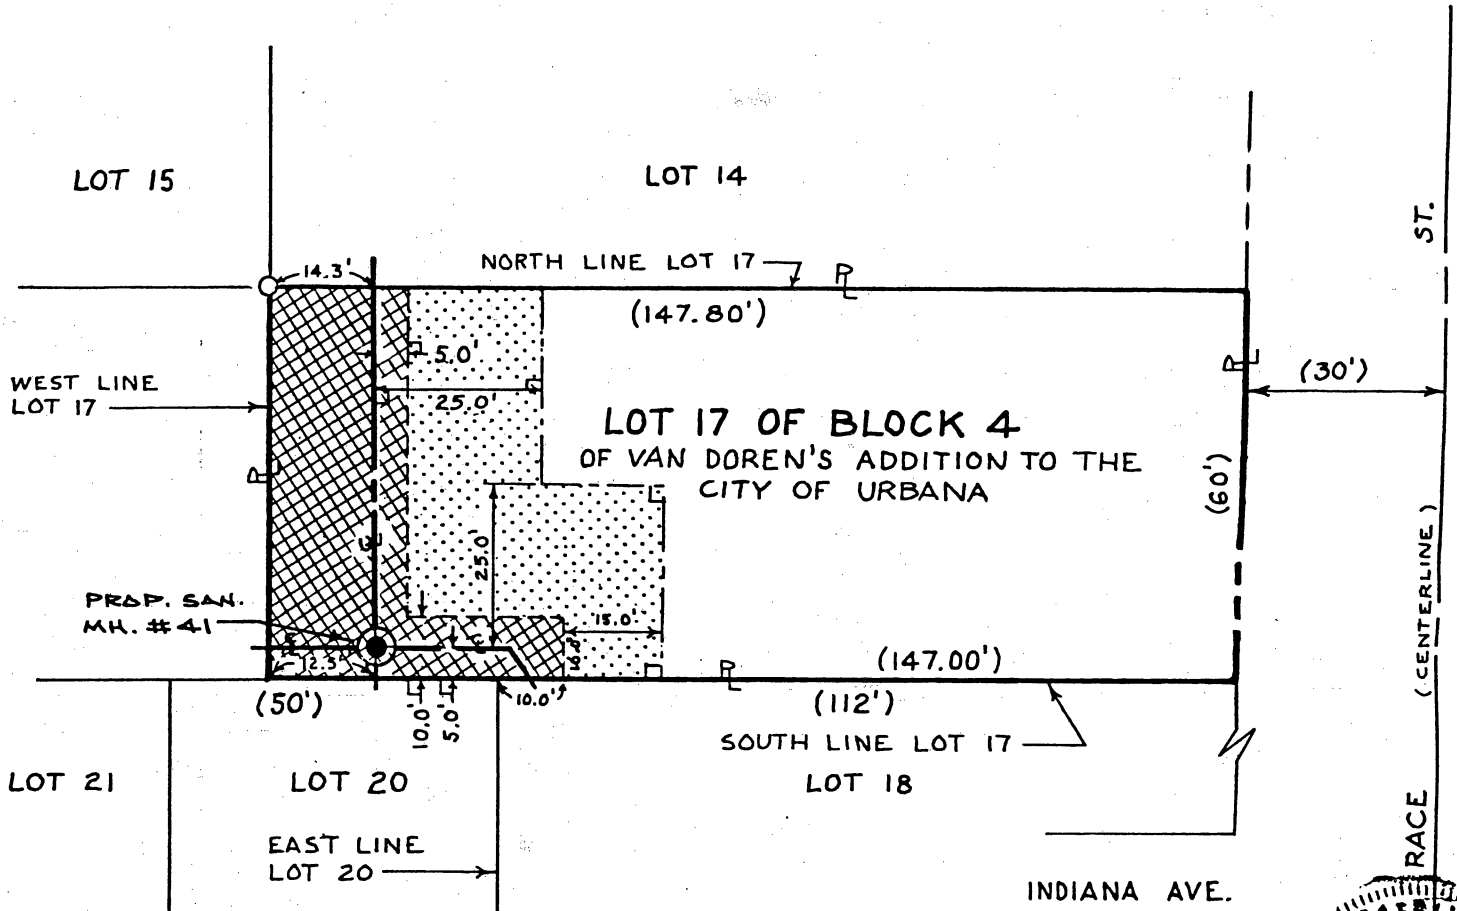 LOT 15
LOT 14
ST.
14.3'
NORTH LINE LOT 17
(147.80')
5.0'
(30')
WEST LINE
LOT 17
25.0'
LOT 17 OF BLOCK 4
OF VAN DOREN'S ADDITION TO THE
CITY OF URBANA
(60')
25.0'
(CENTERLINE)
PROP. SAN.
MH. #41
15.0'
10.0'
12.5'
(147.00')
(50')
10.0'
5.0'
10.0'
(112')
SOUTH LINE LOT 17
LOT 21
LOT 20
LOT 18
RACE
EAST LINE
LOT 20
INDIANA AVE.